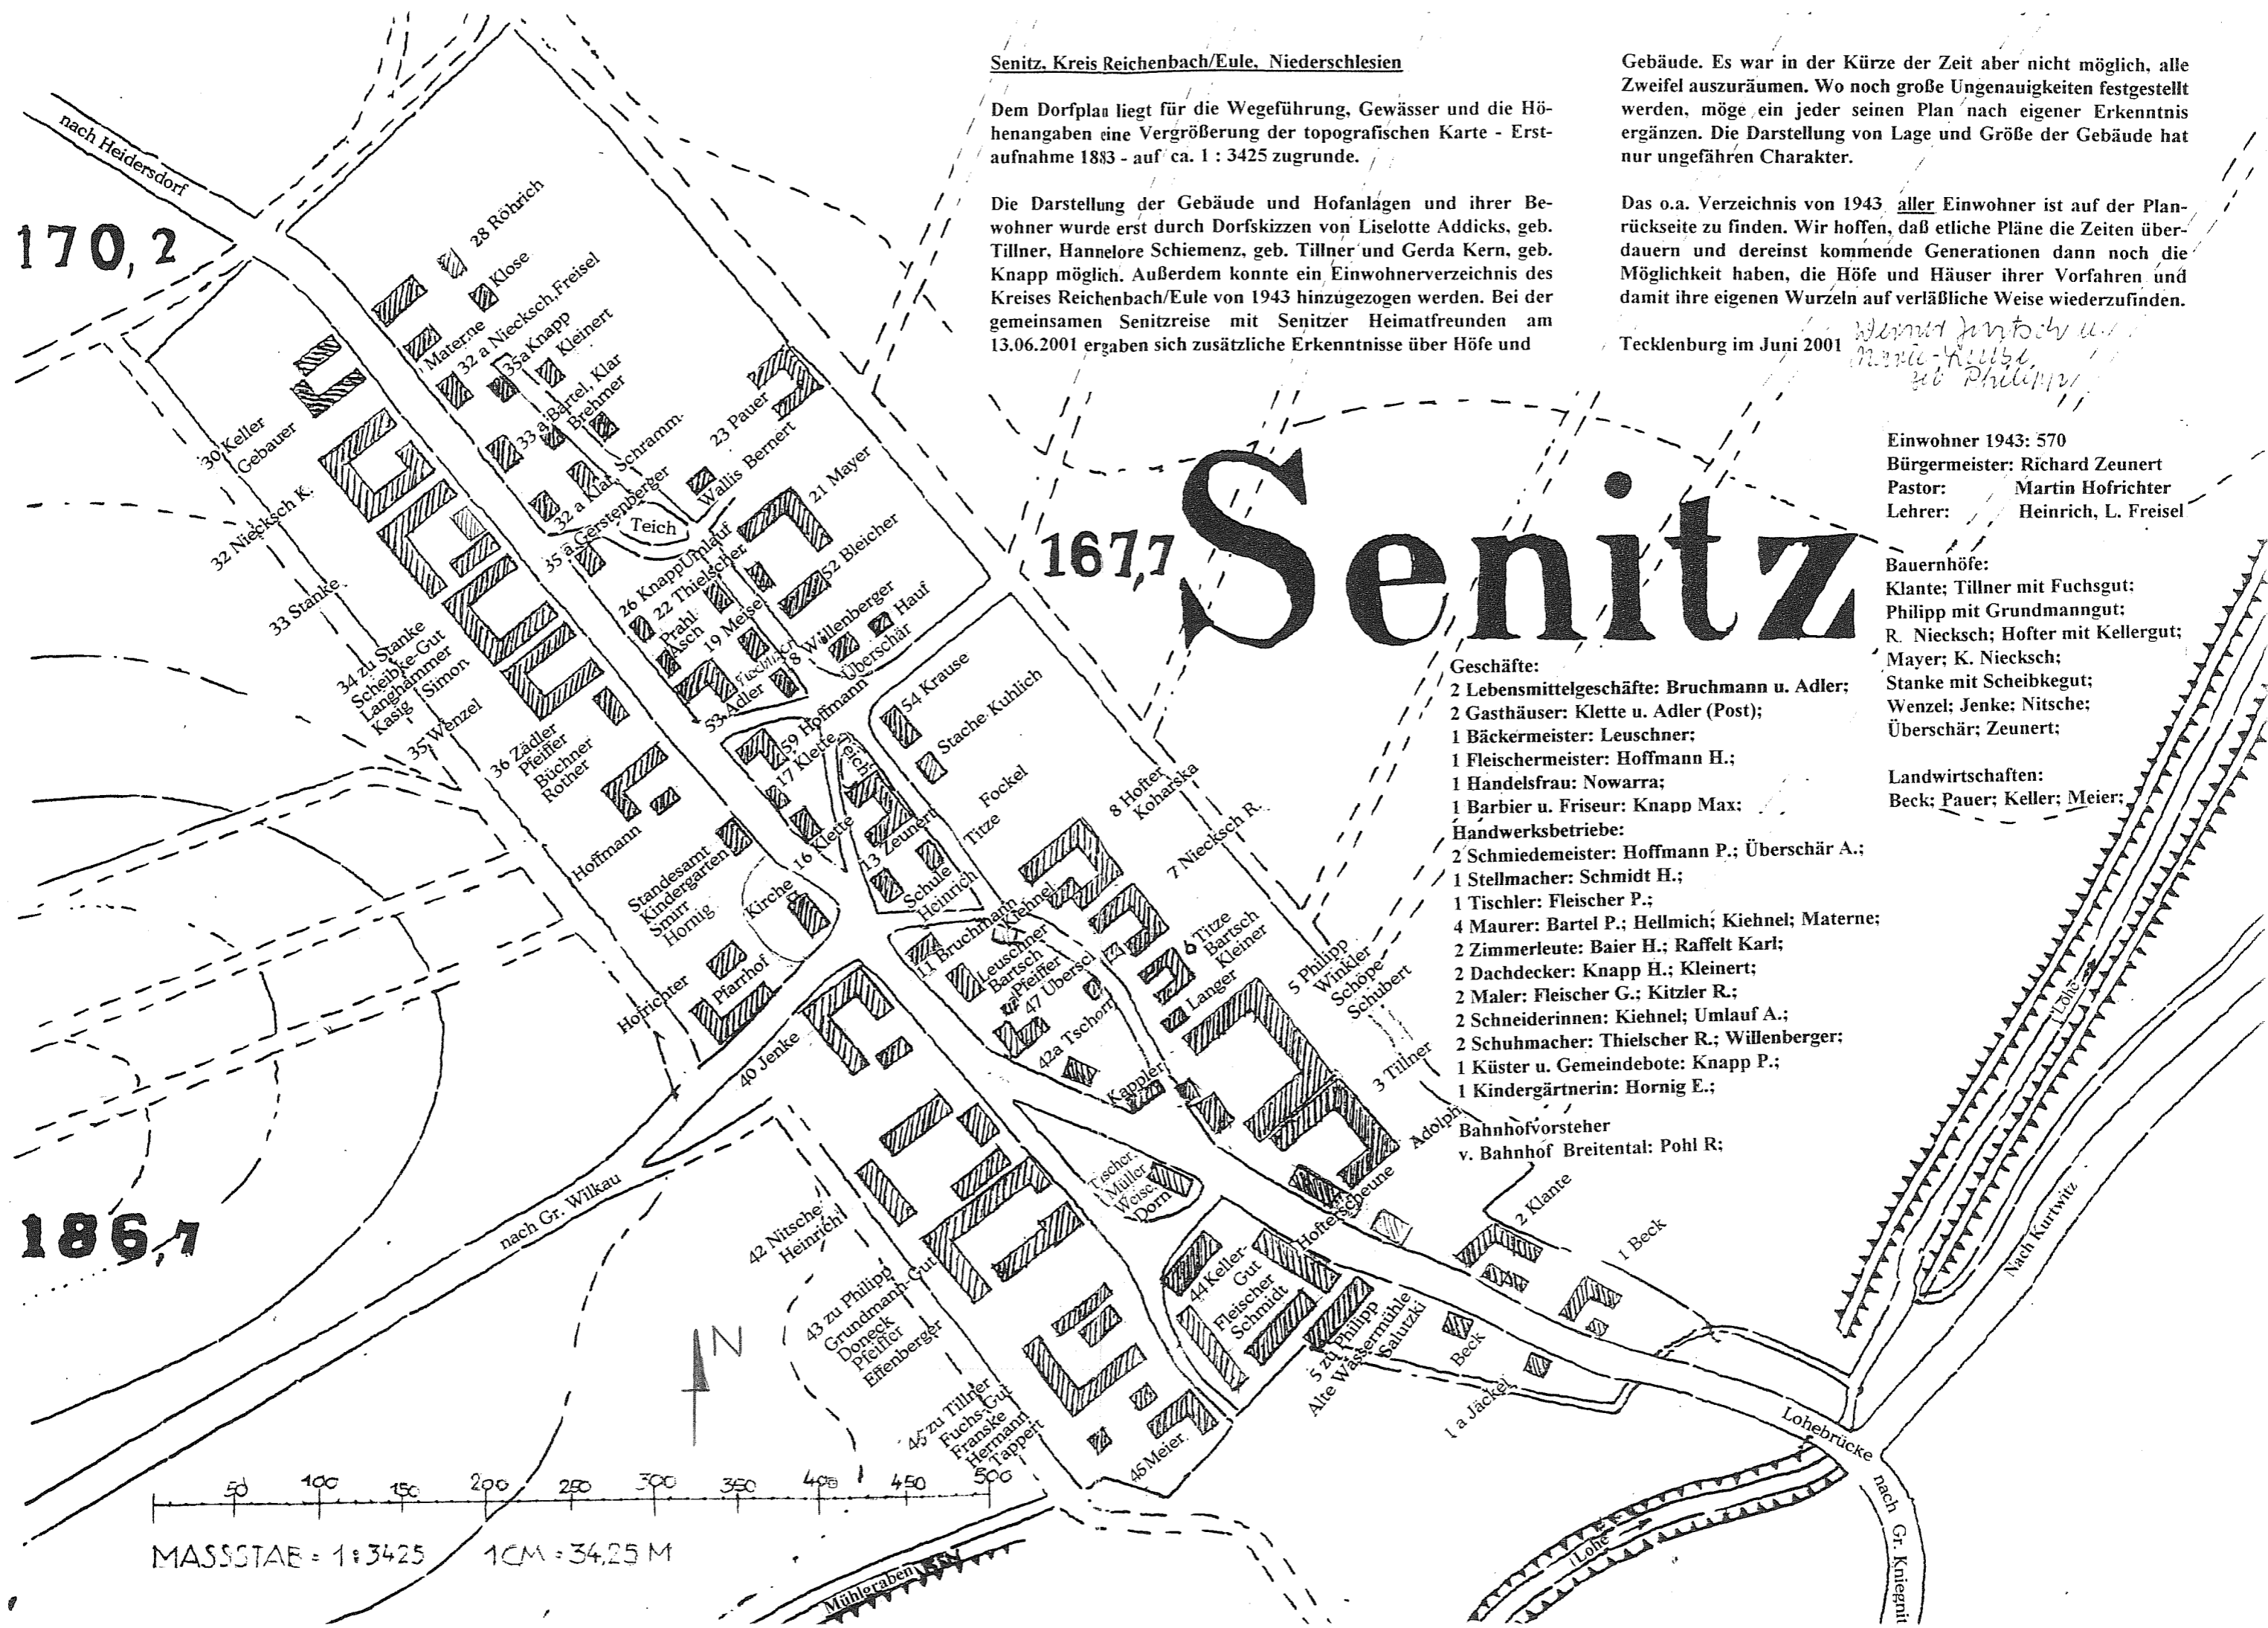 Senitz, Kreis Reichenbach/Eule, Niederschlesien
Dem Dorfplan liegt für die Wegeführung, Gewässer und die Hö-
henangaben eine Vergrößerung der topografischen Karte - Erst-
aufnahme 1883 - auf ca. 1 : 3425 zugrunde.
Die Darstellung der Gebäude und Hofanlagen und ihrer Be-
wohner wurde erst durch Dorfskizzen von Liselotte Addicks, geb.
Tillner, Hannelore Schiemenz, geb. Tillner und Gerda Kern, geb.
Knapp möglich. Außerdem konnte ein Einwohnerverzeichnis des
Kreises Reichenbach/Eule von 1943 hinzugezogen werden. Bei der
gemeinsamen Senitzreise mit Senitzer Heimatfreunden am
13.06.2001 ergaben sich zusätzliche Erkenntnisse über Höfe und
Gebäude. Es war in der Kürze der Zeit aber nicht möglich, alle
Zweifel auszuräumen. Wo noch große Ungenauigkeiten festgestellt
werden, möge ein jeder seinen Plan nach eigener Erkenntnis
ergänzen. Die Darstellung von Lage und Größe der Gebäude hat
nur ungefähren Charakter.
Das o.a. Verzeichnis von 1943 aller Einwohner ist auf der Plan-
rückseite zu finden. Wir hoffen, daß etliche Pläne die Zeiten über-
dauern und dereinst kommende Generationen dann noch die
Möglichkeit haben, die Höfe und Häuser ihrer Vorfahren und
damit ihre eigenen Wurzeln auf verläßliche Weise wiederzufinden.
Tecklenburg im Juni 2001
Werner
geb Philipp
Senitz
Einwohner 1943: 570
Bürgermeister: Richard Zeunert
Pastor: Martin Hofrichter
Lehrer: Heinrich, L. Freisel
Bauernhöfe:
Klante; Tillner mit Fuchsgut;
Philipp mit Grundmanngut;
R. Niecksch; Hofter mit Kellergut;
Mayer; K. Niecksch;
Stanke mit Scheibkegut;
Wenzel; Jenke: Nitsche;
Überschär; Zeunert;
Landwirtschaften:
Beck; Pauer; Keller; Meier;
Geschäfte:
2 Lebensmittelgeschäfte: Bruchmann u. Adler;
2 Gasthäuser: Klette u. Adler (Post);
1 Bäckermeister: Leuschner;
1 Fleischermeister: Hoffmann H.;
1 Handelsfrau: Nowarra;
1 Barbier u. Friseur: Knapp Max;
Handwerksbetriebe:
2 Schmiedemeister: Hoffmann P.; Überschär A.;
1 Stellmacher: Schmidt H.;
1 Tischler: Fleischer P.;
4 Maurer: Bartel P.; Hellmich; Kiehnel; Materne;
2 Zimmerleute: Baier H.; Raffelt Karl;
2 Dachdecker: Knapp H.; Kleinert;
2 Maler: Fleischer G.; Kitzler R.;
2 Schneiderinnen: Kiehnel; Umlauf A.;
2 Schuhmacher: Thielscher R.; Willenberger;
1 Küster u. Gemeindebote: Knapp P.;
1 Kindergärtnerin: Hornig E.;
Bahnhofvorsteher
v. Bahnhof Breitental: Pohl R;
nach Heidersdorf
170,2
167,7
186,7
28 Röhrich
Klose
Materne
32 a Niecksch,Freisel
35a Knapp
Kleinert
33 a Bartel, Klar
Brehmer
32 a Klar Schramm
35 a Gerstenberger
Teich
23 Pauer
Wallis Bernert
21 Mayer
26 Knapp Umlauf
22 Thielscher
52 Bleicher
Prahl
Asch
19 Meisel
18 Willenberger
Hauf
Überschär
53 Adler
59 Hoffmann
17 Klette
Teich
16 Klette
54 Krause
Stache Kuhlich
13 Zeunert
Fockel
Titze
Schule
Heinrich
30 Keller
Gebauer
32 Niecksch K.
33 Stanke
34 zu Stanke
Scheibke-Gut
Langhammer
Kasig Simon
35 Wenzel
36 Zädler
Pfeiffer
Büchner
Rother
Hoffmann
Standesamt
Kindergarten
Smirr
Hornig
Kirche
Hofrichter
Pfarrhof
11 Bruchmann
Kiehnel
Leuschner
Bartsch
Pfeiffer
47 Übersch
42a Tschorn
Kappler
8 Hofter
Koharska
7 Niecksch R.
6 Titze
Bartsch
Kleiner
Langer
5 Philipp
Winkler
Schöpe
Schubert
3 Tillner
Adolph
40 Jenke
nach Gr. Wilkau
42 Nitsche
Heinrich
43 zu Philipp
Grundmann-Gut
Doneck
Pfeiffer
Effenberger
45 zu Tillner
Fuchs-Gut
Franske
Hermann
Tappert
45 Meier
Tischer
Müller
Weise
Dorn
44 Keller-
Gut
Fleischer
Schmidt
Hofterscheune
5 zu Philipp
Alte Wassermühle
Salutzki
2 Klante
1 Beck
Beck
1 a Jäckel
Lohe
Nach Kurtwitz
Lohebrücke
nach Gr. Kniegnit
Lohe
Mühlgraben
N
50 100 150 200 250 300 350 400 450 500
MASSSTAB = 1:3425 1CM = 34,25 M